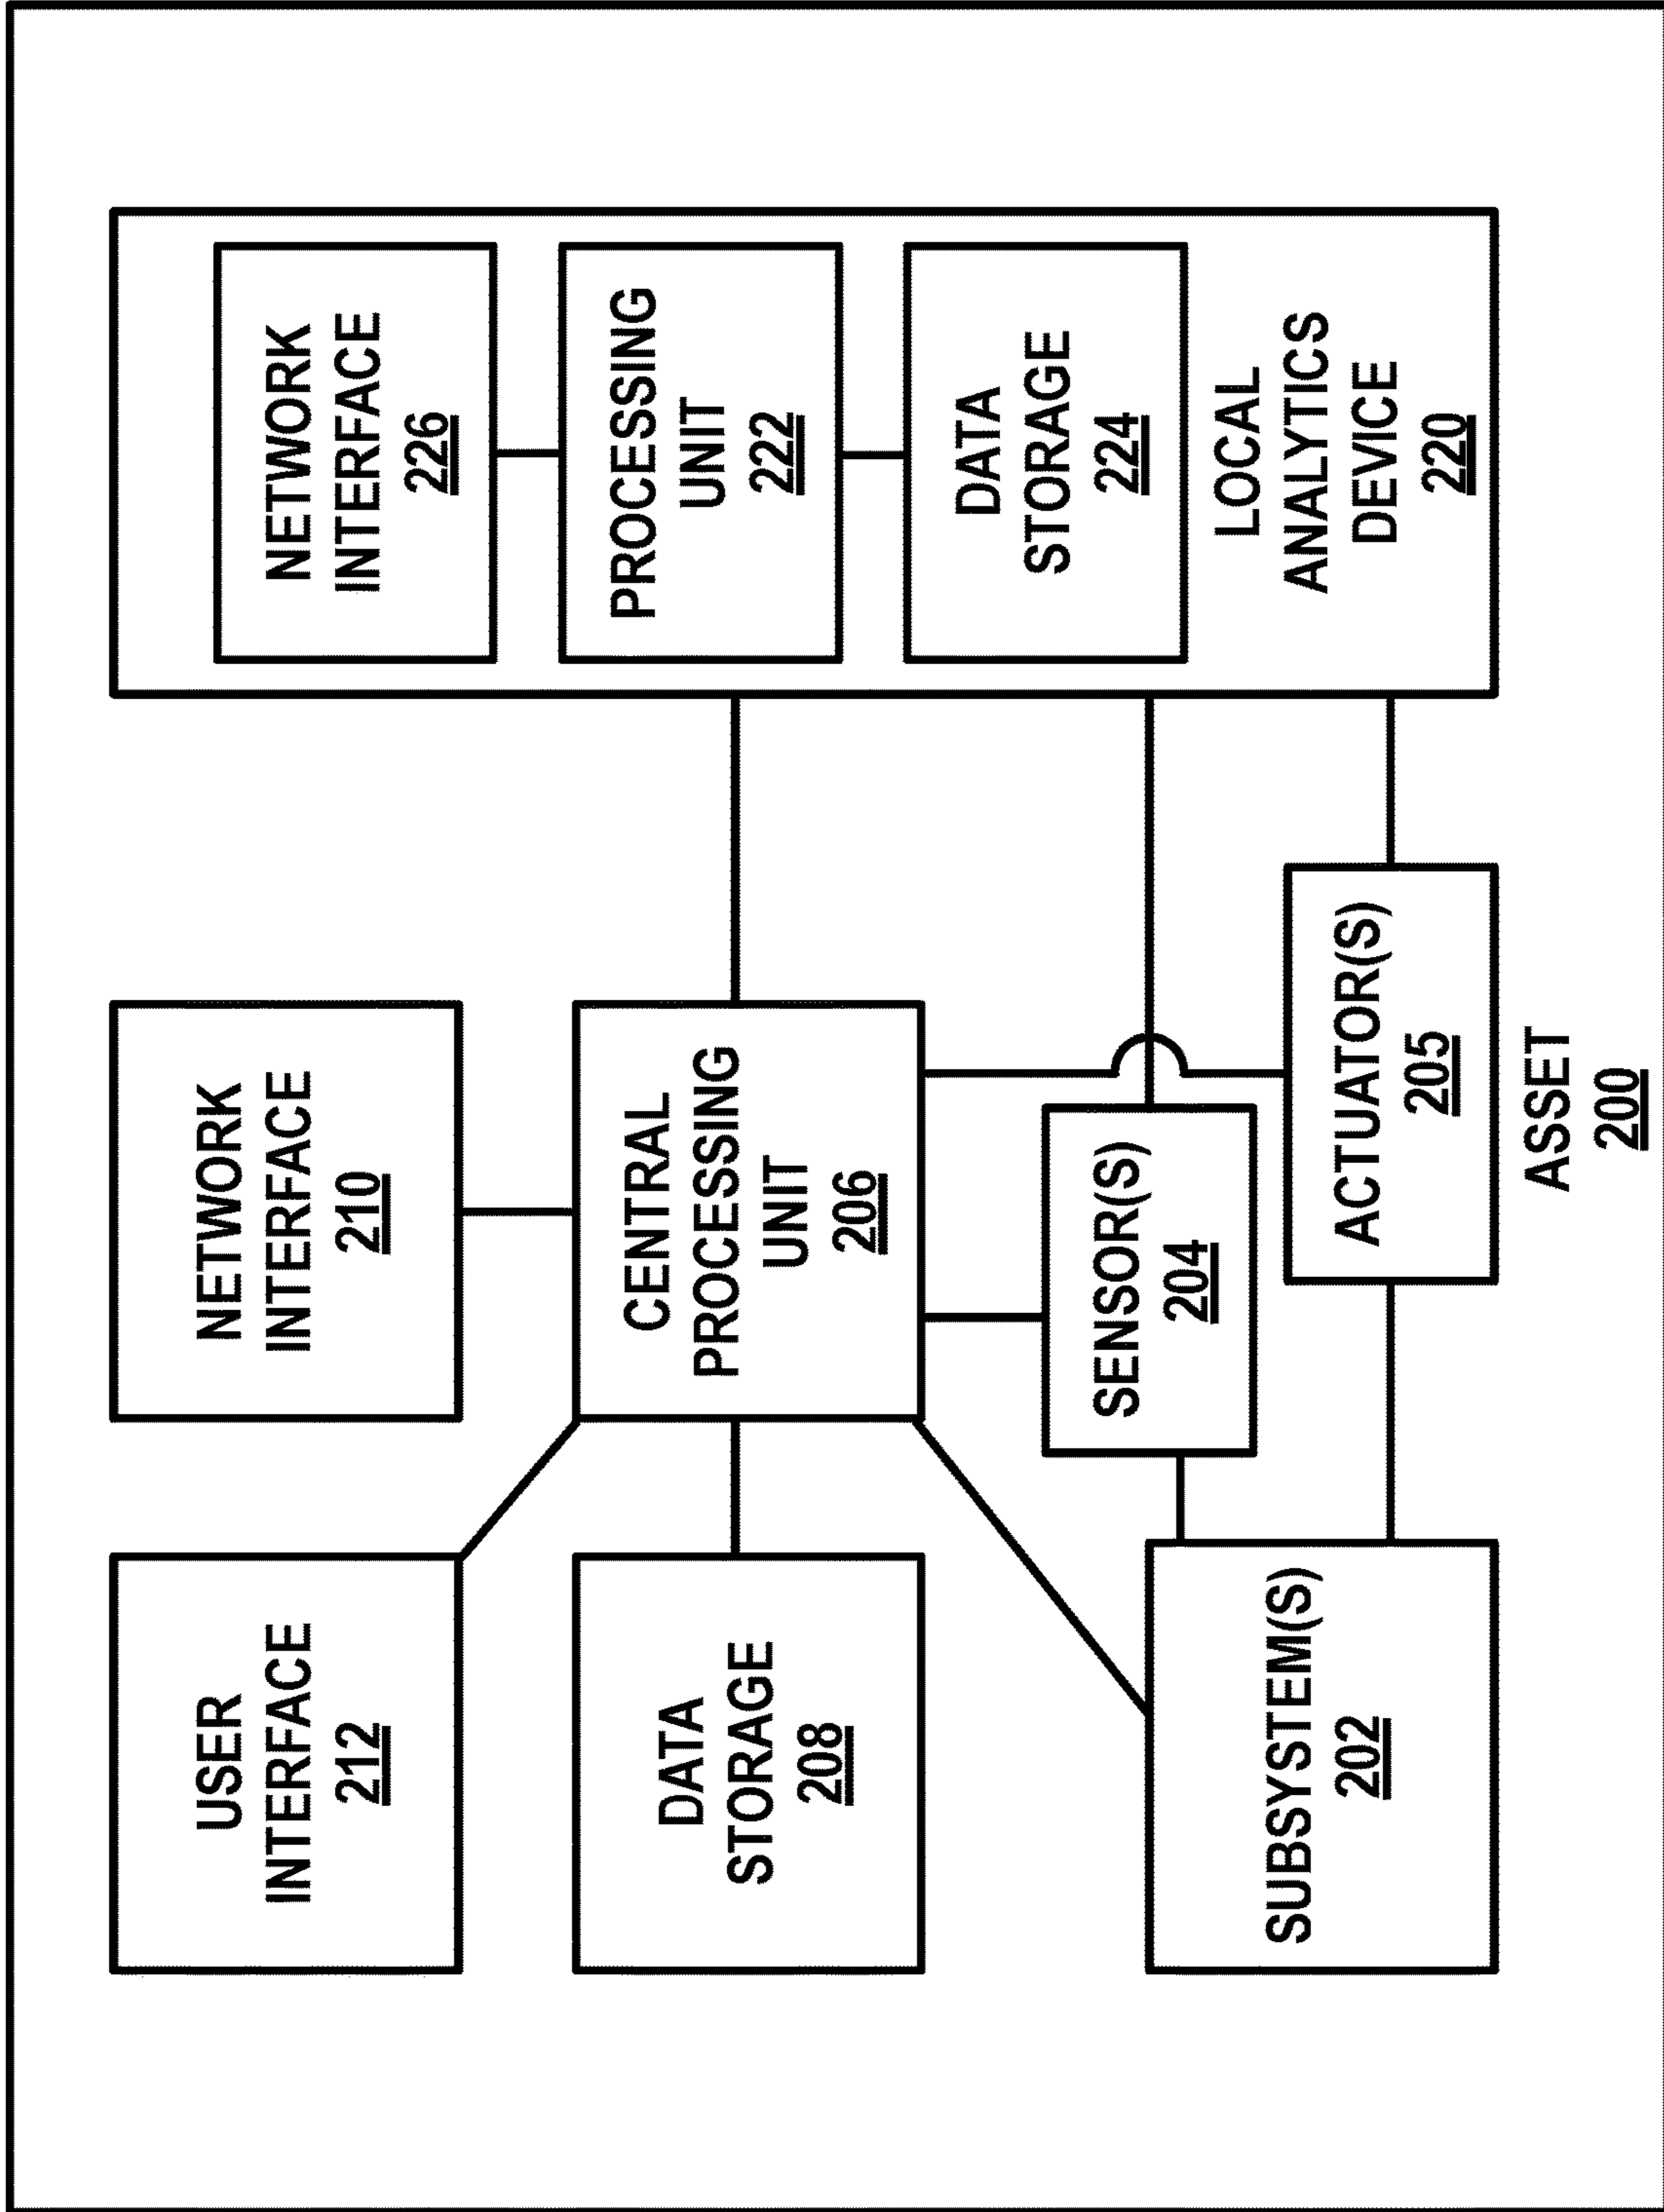 USER
INTERFACE
212
NETWORK
INTERFACE
210
NETWORK
INTERFACE
226
DATA
STORAGE
208
CENTRAL
PROCESSING
UNIT
206
PROCESSING
UNIT
222
DATA
STORAGE
224
SUBSYSTEM(S)
202
SENSOR(S)
204
ACTUATOR(S)
205
LOCAL
ANALYTICS
DEVICE
220
ASSET
200